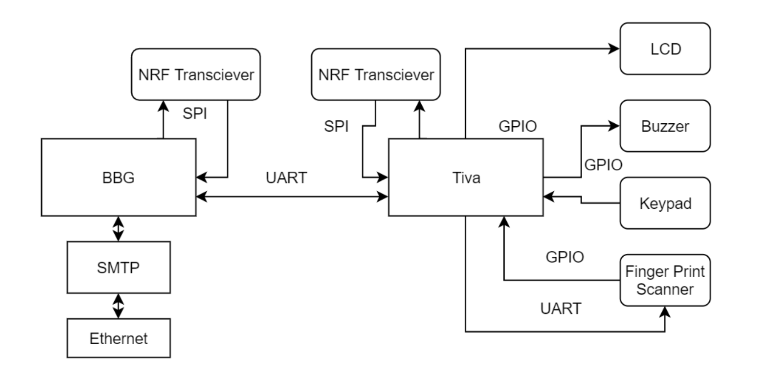 NRF Transciever
NRF Transciever
LCD
SPI
SPI
GPIO
Buzzer
GPIO
BBG
UART
Tiva
Keypad
SMTP
GPIO
Finger Print
Scanner
UART
Ethernet